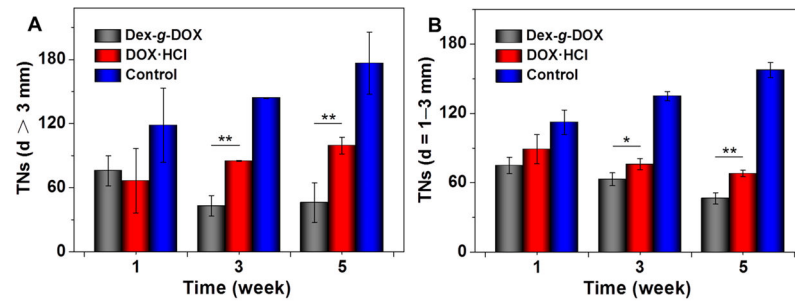 A
Dex-g-DOX
DOX·HCl
Control
TNs (d > 3 mm)
180
120
60
0
**
**
1 3 5
Time (week)
B
Dex-g-DOX
DOX·HCl
Control
TNs (d = 1–3 mm)
180
120
60
0
*
**
1 3 5
Time (week)